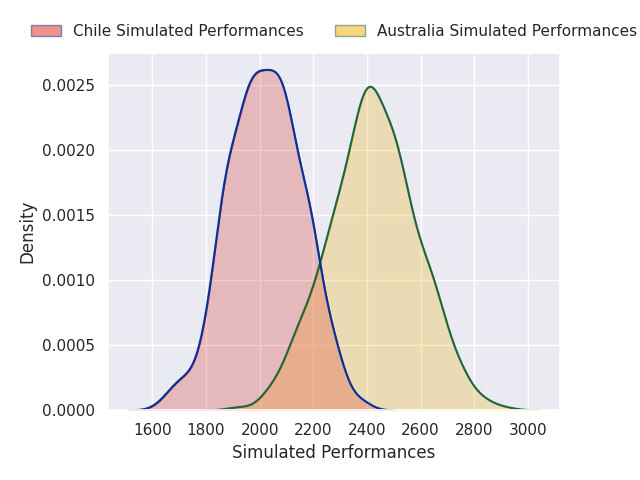 Chile Simulated Performances Australia Simulated Performances
0.0025
0.0020
0.0015
0.0010
0.0005
0.0000
Density
1600 1800 2000 2200 2400 2600 2800 3000
Simulated Performances